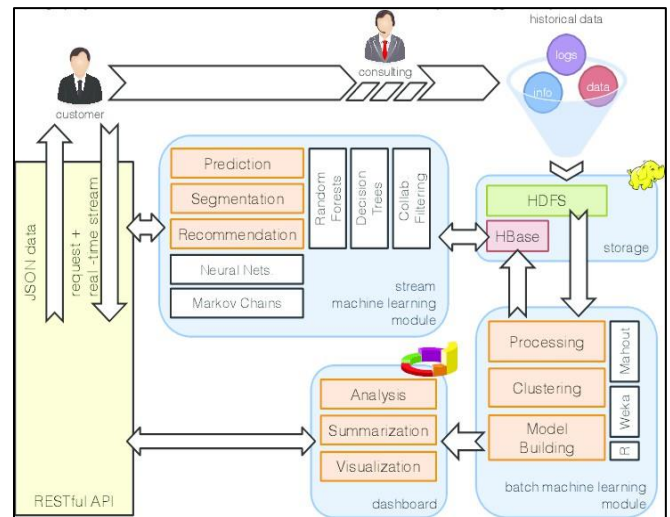 historical data
logs
info
data
consulting
customer
JSON data
request +
real -time stream
RESTful API
Prediction
Segmentation
Recommendation
Neural Nets
Markov Chains
Random
Forests
Decision
Trees
Collab
Filtering
stream
machine learning
module
HDFS
HBase
storage
Processing
Clustering
Model
Building
Mahout
Weka
R
batch machine learning
module
Analysis
Summarization
Visualization
dashboard